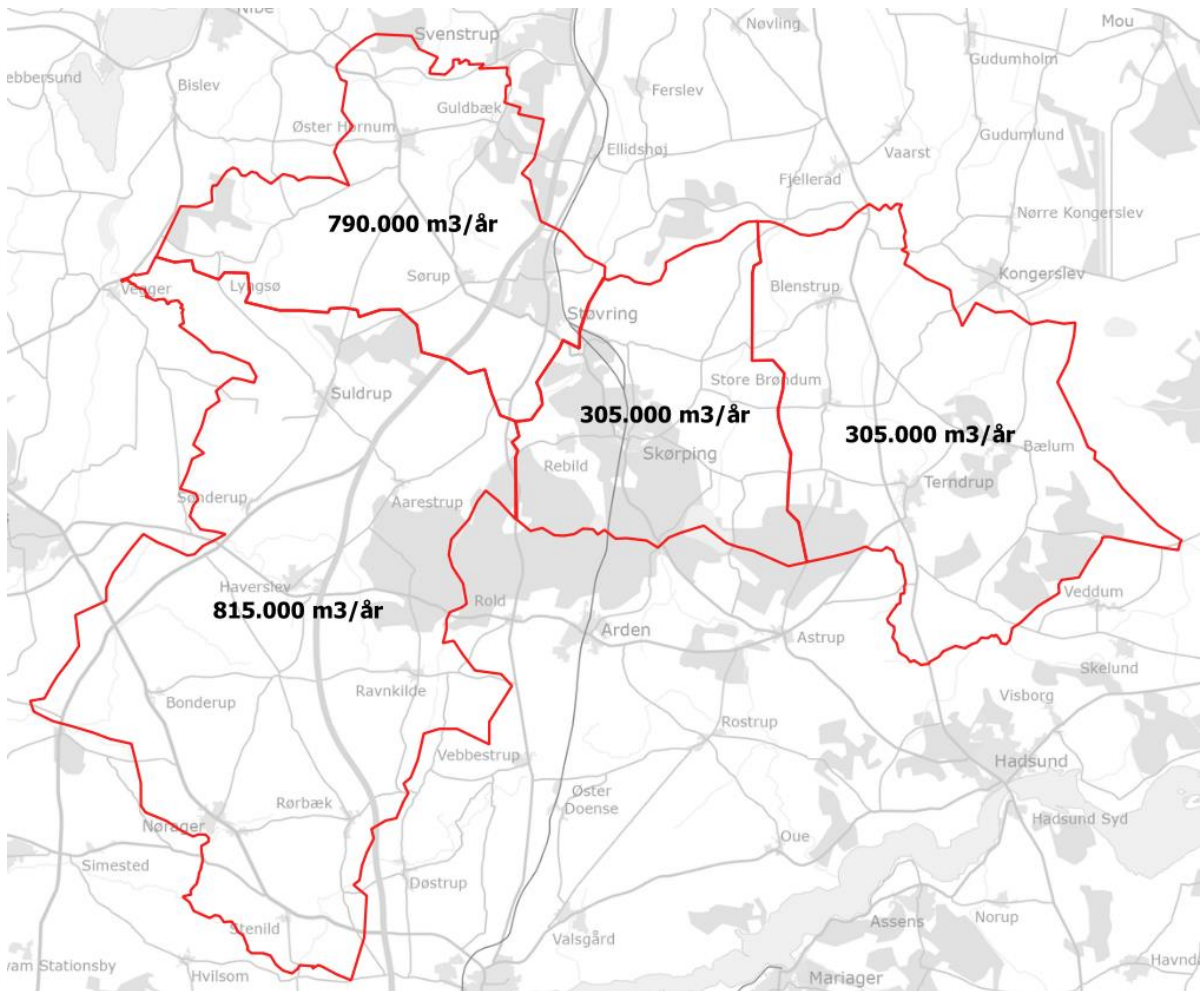 Nibe
Svenstrup
Nøvling
Mou
Gudumholm
ebbersund
Bislev
Ferslev
Guldbæk
Øster Hornum
Gudumlund
Ellidshøj
Vaarst
Fjellerad
790.000 m3/år
Nørre Kongerslev
Sørup
Kongerslev
Vegger
Lyngsø
Blenstrup
Støvring
Suldrup
Store Brøndum
305.000 m3/år
305.000 m3/år
Skørping
Bælum
Rebild
Terndrup
Sønderup
Aarestrup
Haverslev
Veddum
815.000 m3/år
Rold
Arden
Astrup
Skelund
Ravnkilde
Bonderup
Visborg
Rostrup
Vebbestrup
Hadsund
Øster
Doense
Rørbæk
Hadsund Syd
Nørager
Oue
Simested
Døstrup
Norup
Assens
Stenild
Valsgård
vam Stationsby
Hvilsom
Mariager
Havnd